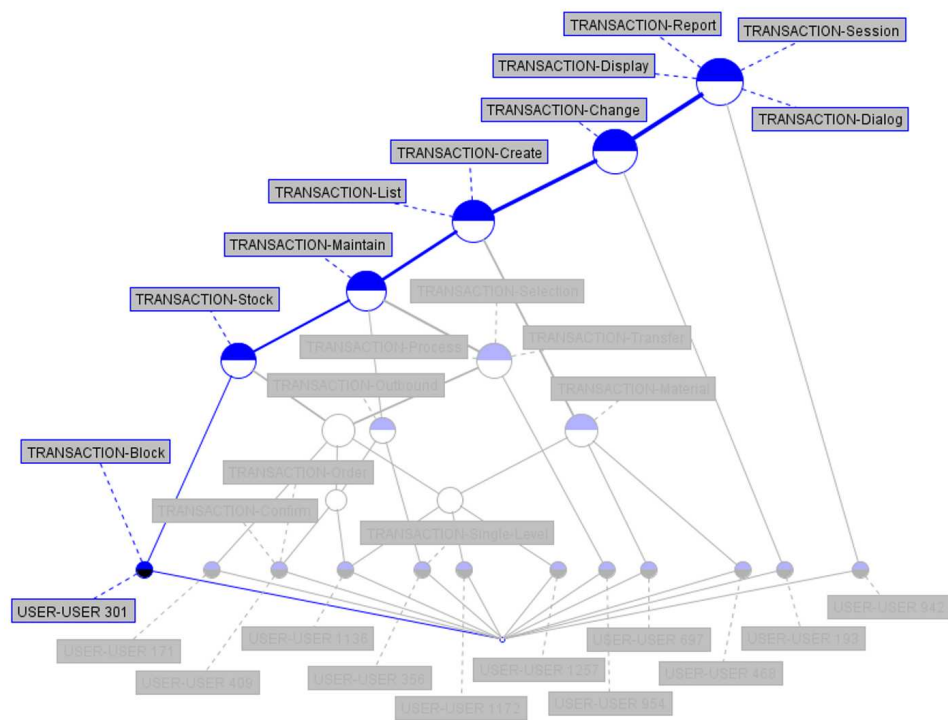 TRANSACTION-Report
TRANSACTION-Session
TRANSACTION-Display
TRANSACTION-Change
TRANSACTION-Dialog
TRANSACTION-Create
TRANSACTION-List
TRANSACTION-Maintain
TRANSACTION-Selection
TRANSACTION-Stock
TRANSACTION-Process
TRANSACTION-Transfer
TRANSACTION-Outbound
TRANSACTION-Material
TRANSACTION-Block
TRANSACTION-Order
TRANSACTION-Confirm
TRANSACTION-Single-Level
USER-USER 301
USER-USER 942
USER-USER 1136
USER-USER 697
USER-USER 193
USER-USER 171
USER-USER 1257
USER-USER 468
USER-USER 409
USER-USER 356
USER-USER 1172
USER-USER 954